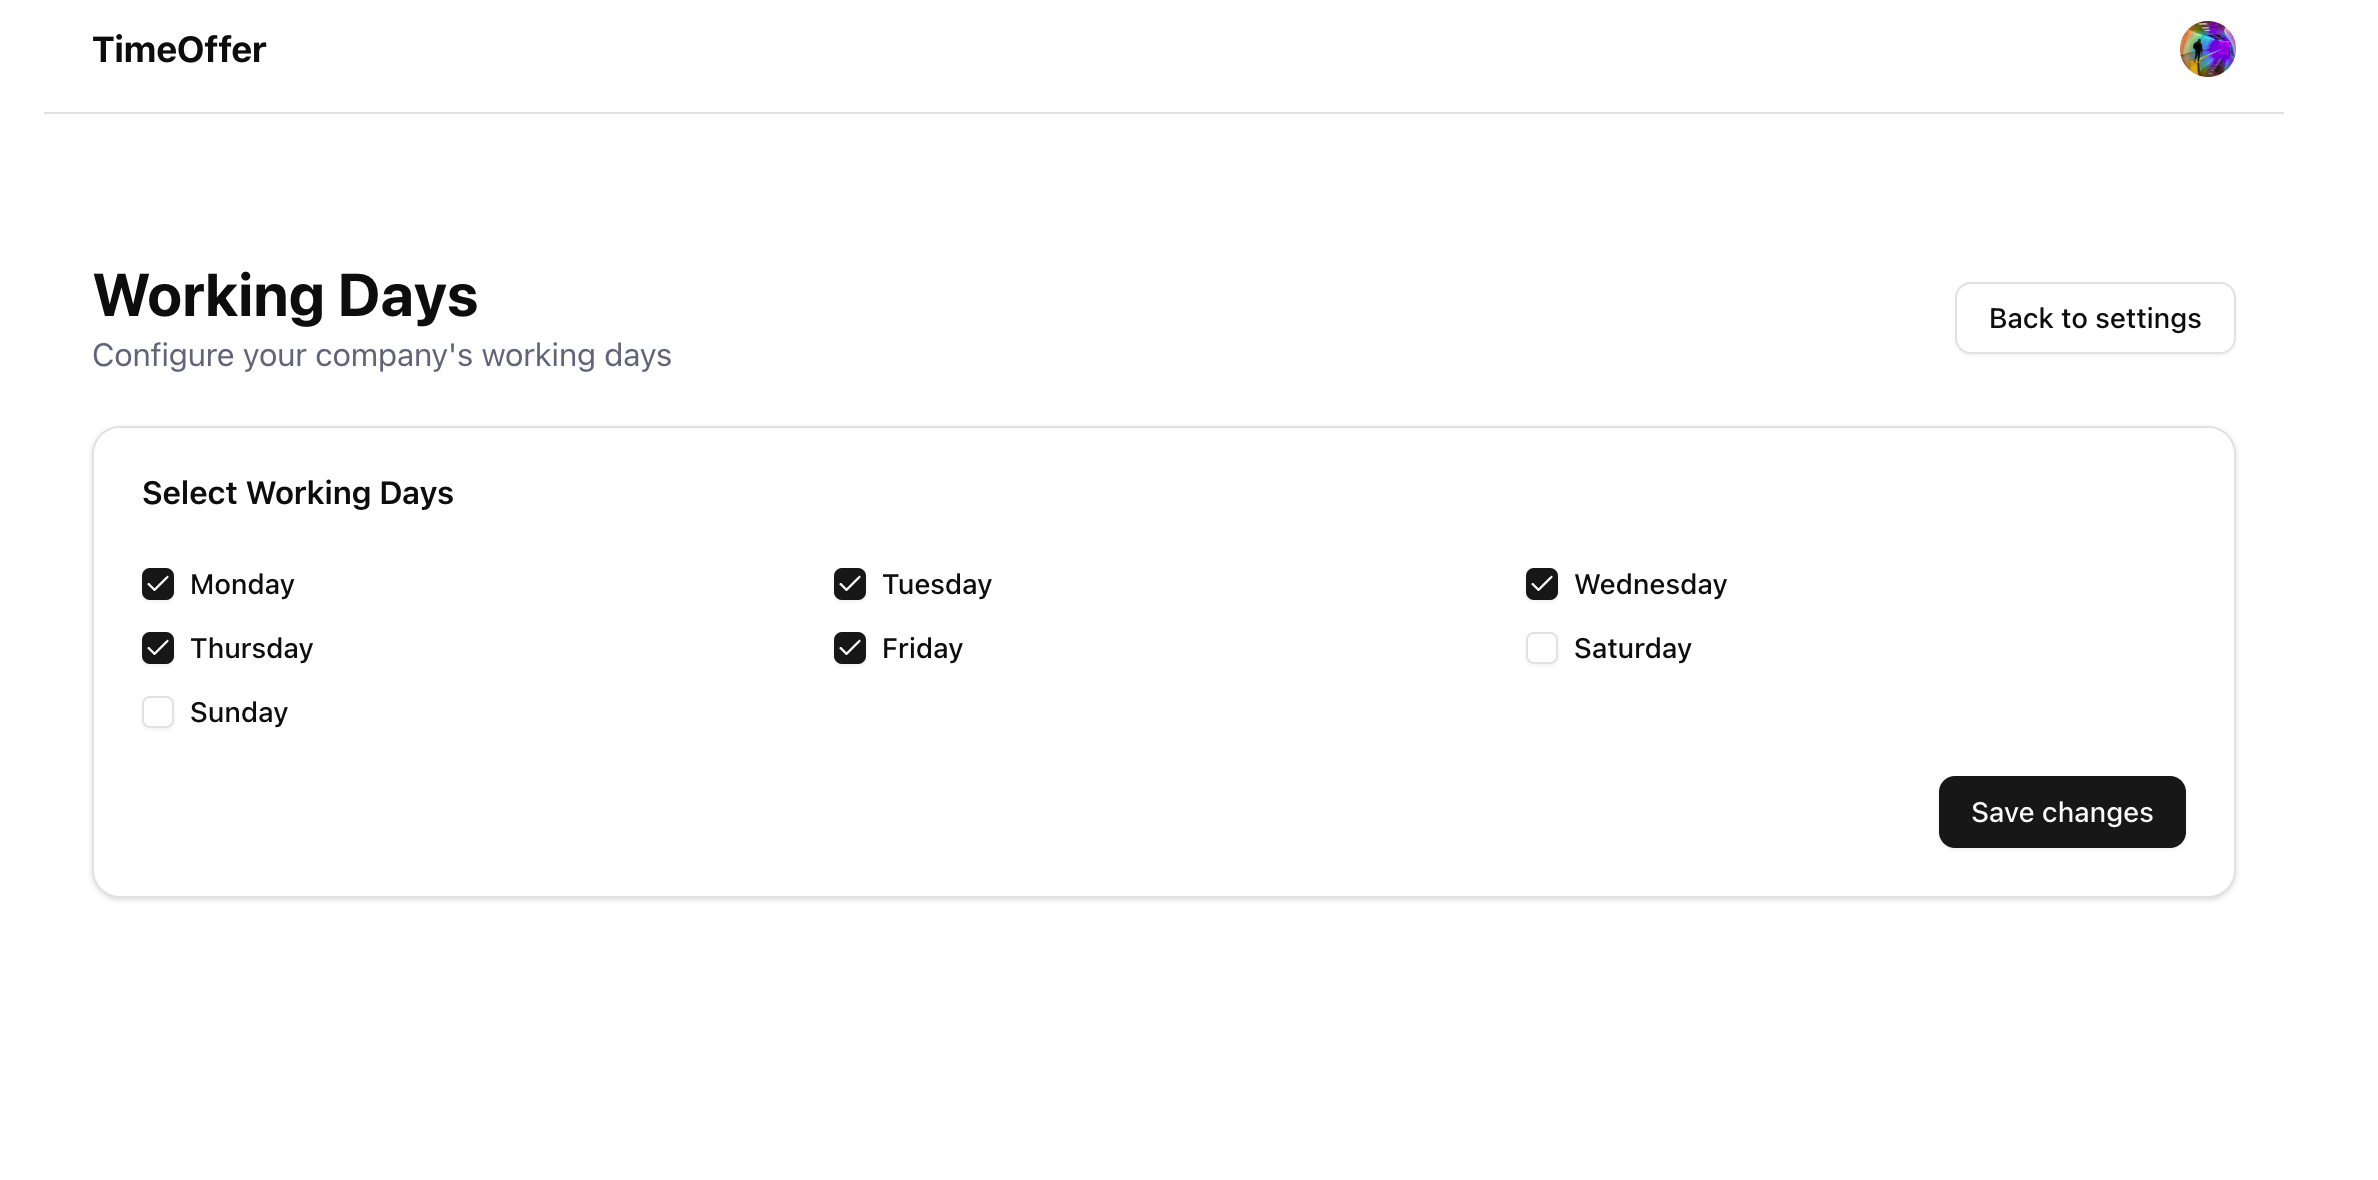 TimeOffer
Working Days
Back to settings
Configure your company's working days
Select Working Days
Monday
Tuesday
Wednesday
Thursday
Friday
Saturday
Sunday
Save changes